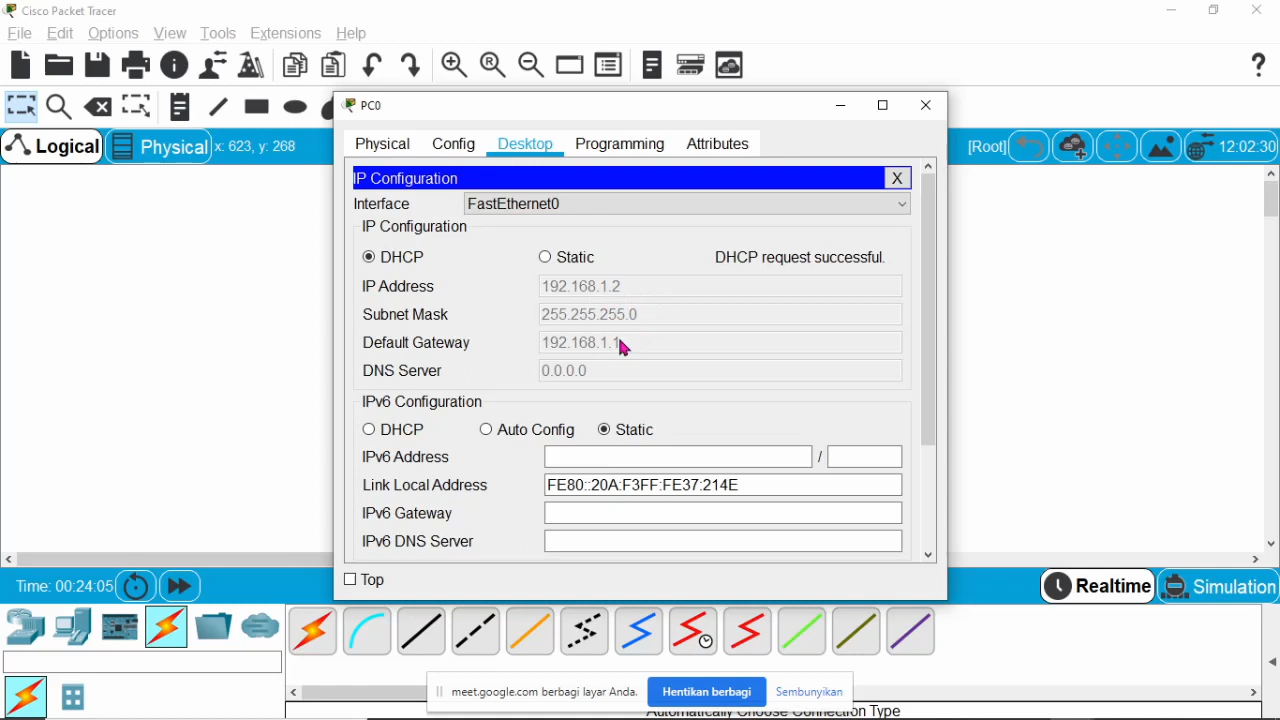 Cisco Packet Tracer
File Edit Options View Tools Extensions Help
PC0
Logical Physical x: 623, y: 268 [Root] 12:02:30
Physical Config Desktop Programming Attributes
IP Configuration X
Interface FastEthernet0
IP Configuration
DHCP Static DHCP request successful.
IP Address 192.168.1.2
Subnet Mask 255.255.255.0
Default Gateway 192.168.1.1
DNS Server 0.0.0.0
IPv6 Configuration
DHCP Auto Config Static
IPv6 Address /
Link Local Address FE80::20A:F3FF:FE37:214E
IPv6 Gateway
IPv6 DNS Server
Top
Time: 00:24:05 Realtime Simulation
meet.google.com berbagi layar Anda. Hentikan berbagi Sembunyikan
Automatically Choose Connection Type